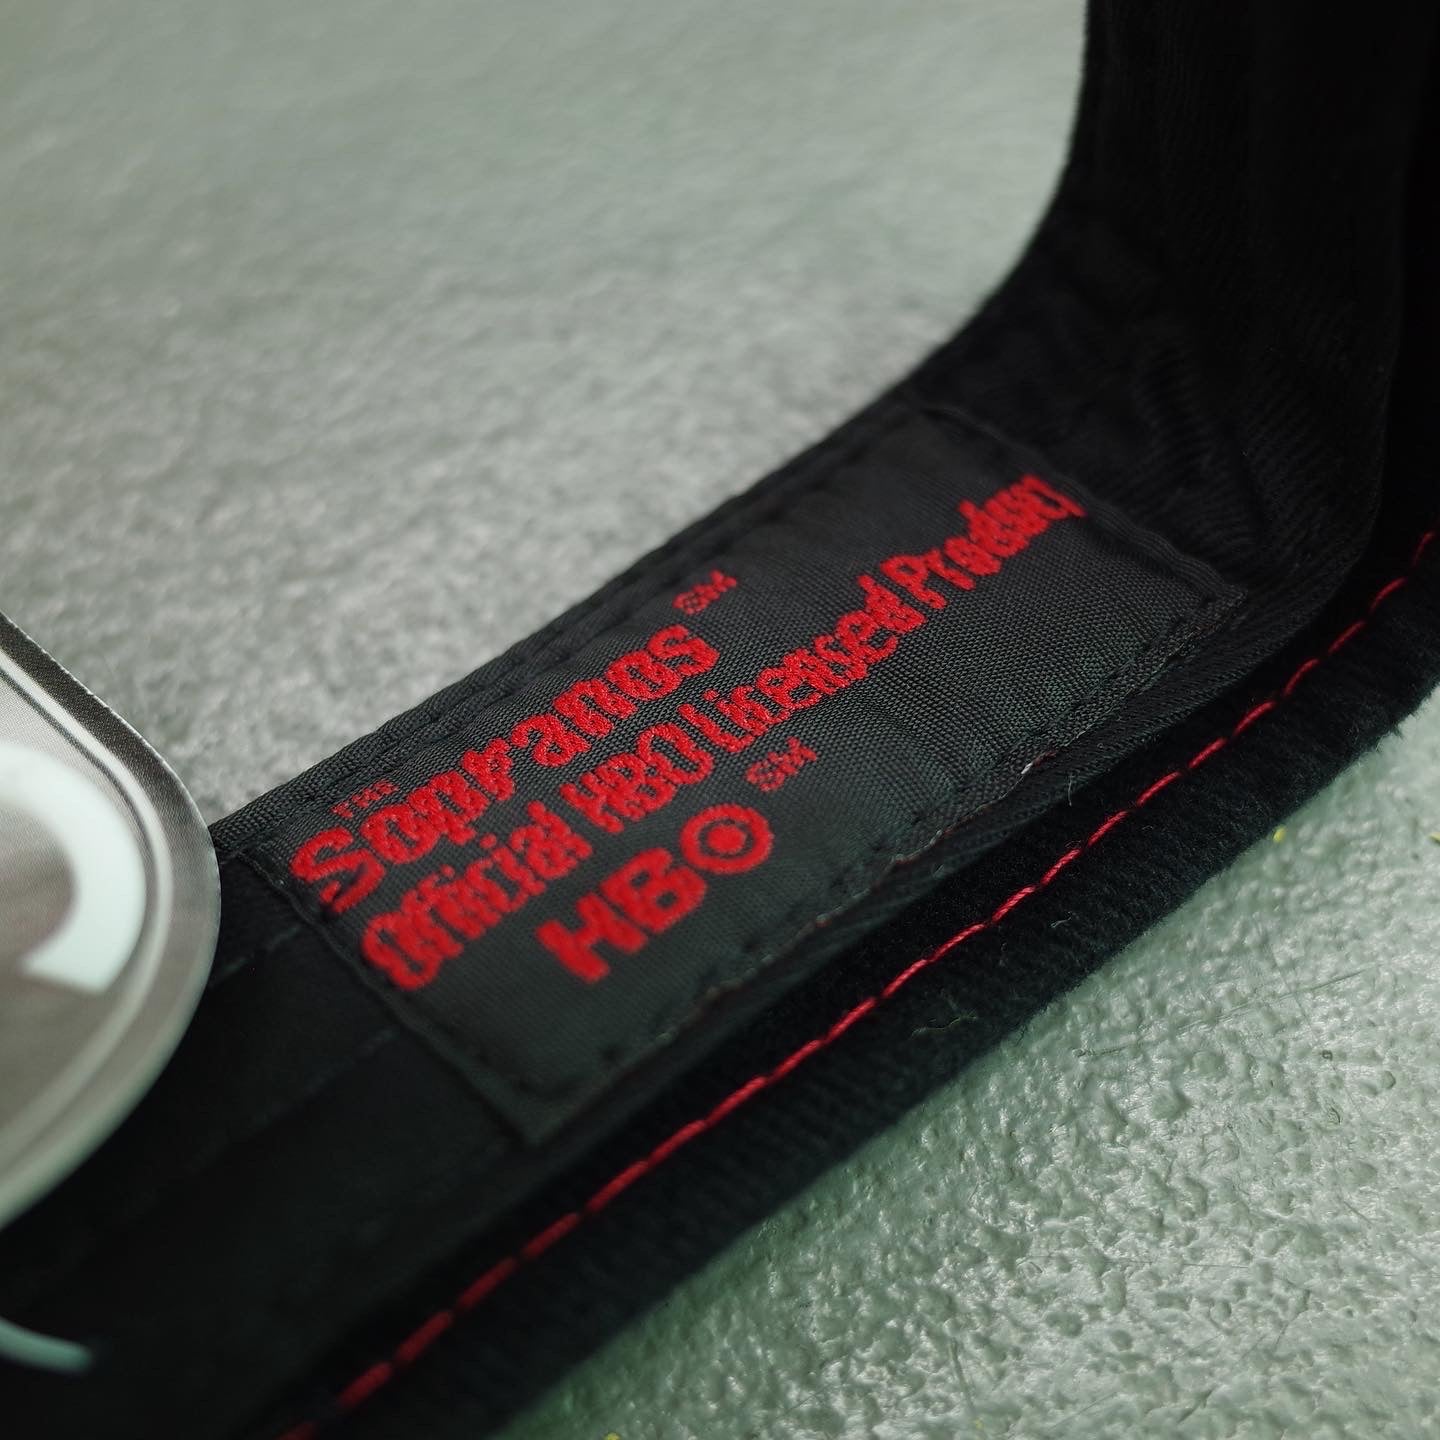 THE
Sopranos SM
Official HBO Licensed Product
HBO SM